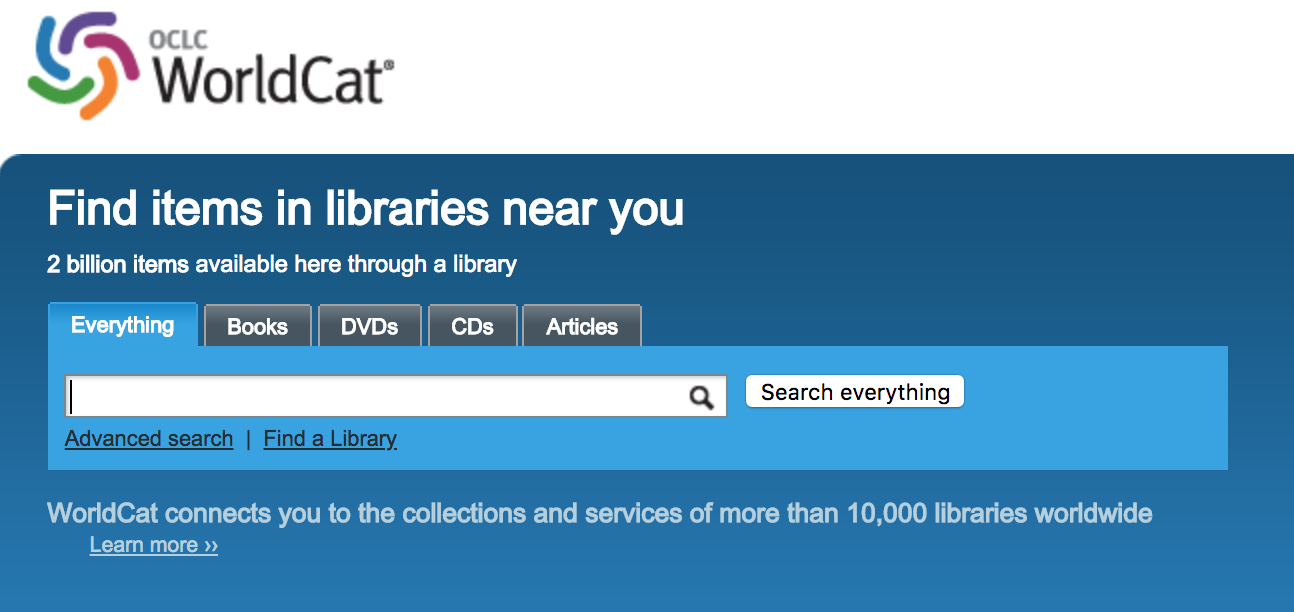 OCLC
WorldCat®
Find items in libraries near you
2 billion items available here through a library
Everything Books DVDs CDs Articles
Search everything
Advanced search | Find a Library
WorldCat connects you to the collections and services of more than 10,000 libraries worldwide
Learn more ››